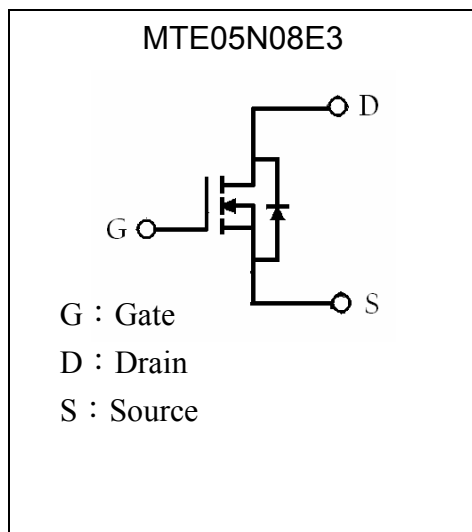 MTE05N08E3
D
G
S
G：Gate
D：Drain
S：Source